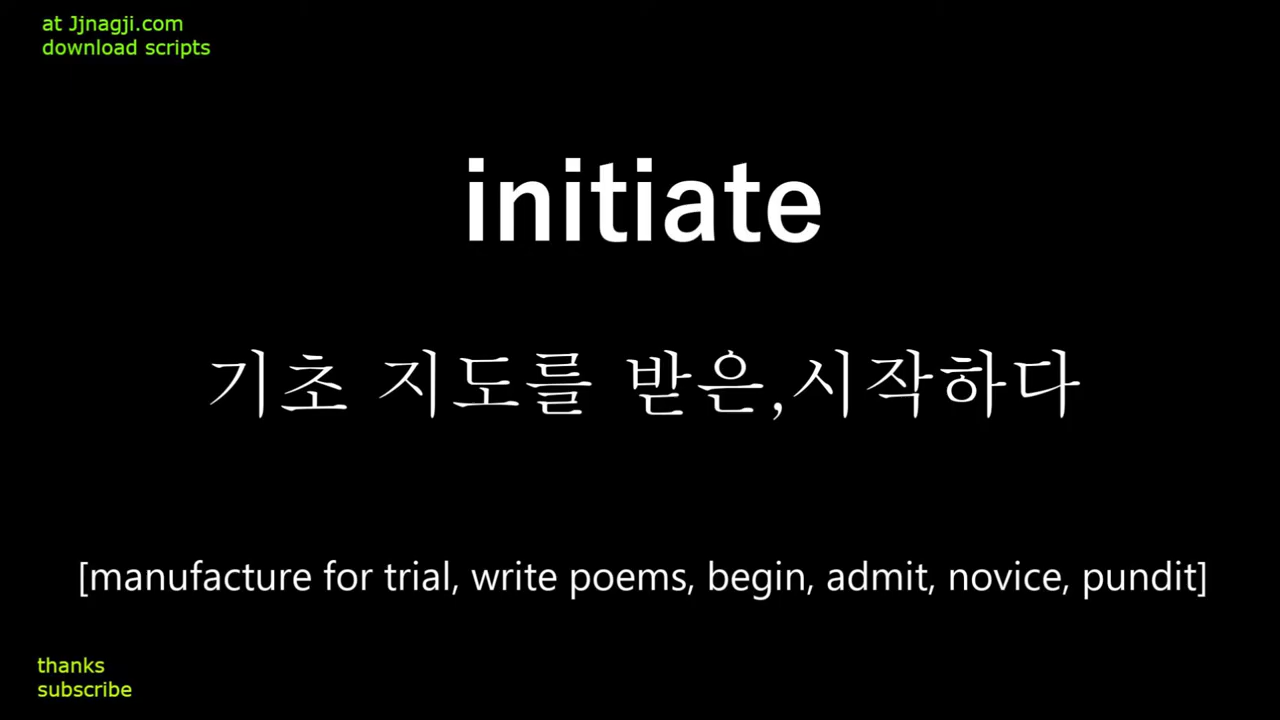 at Jjnagji.com
download scripts
initiate
기초 지도를 받은,시작하다
[manufacture for trial, write poems, begin, admit, novice, pundit]
thanks
subscribe